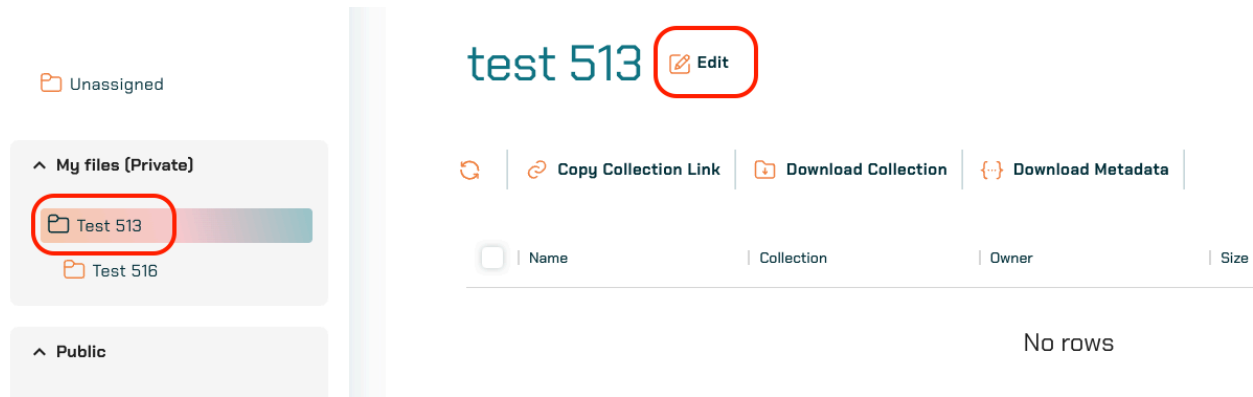 Unassigned
My files (Private)
Test 513
Test 516
Public
test 513 Edit
Copy Collection Link Download Collection Download Metadata
Name Collection Owner Size
No rows